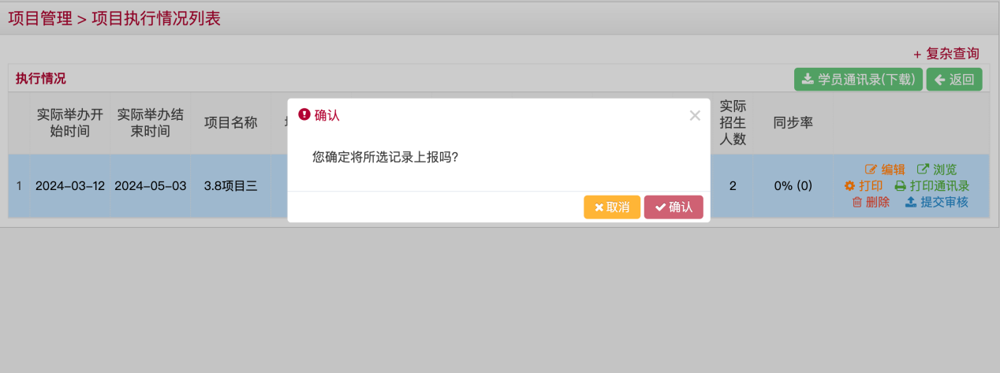 项目管理 > 项目执行情况列表
+ 复杂查询
执行情况
学员通讯录(下载)
返回
实际举办开
始时间
实际举办结
束时间
项目名称
实际
招生
人数
同步率
1
2024-03-12
2024-05-03
3.8项目三
2
0% (0)
编辑
浏览
打印
打印通讯录
删除
提交审核
确认
×
您确定将所选记录上报吗?
取消
确认